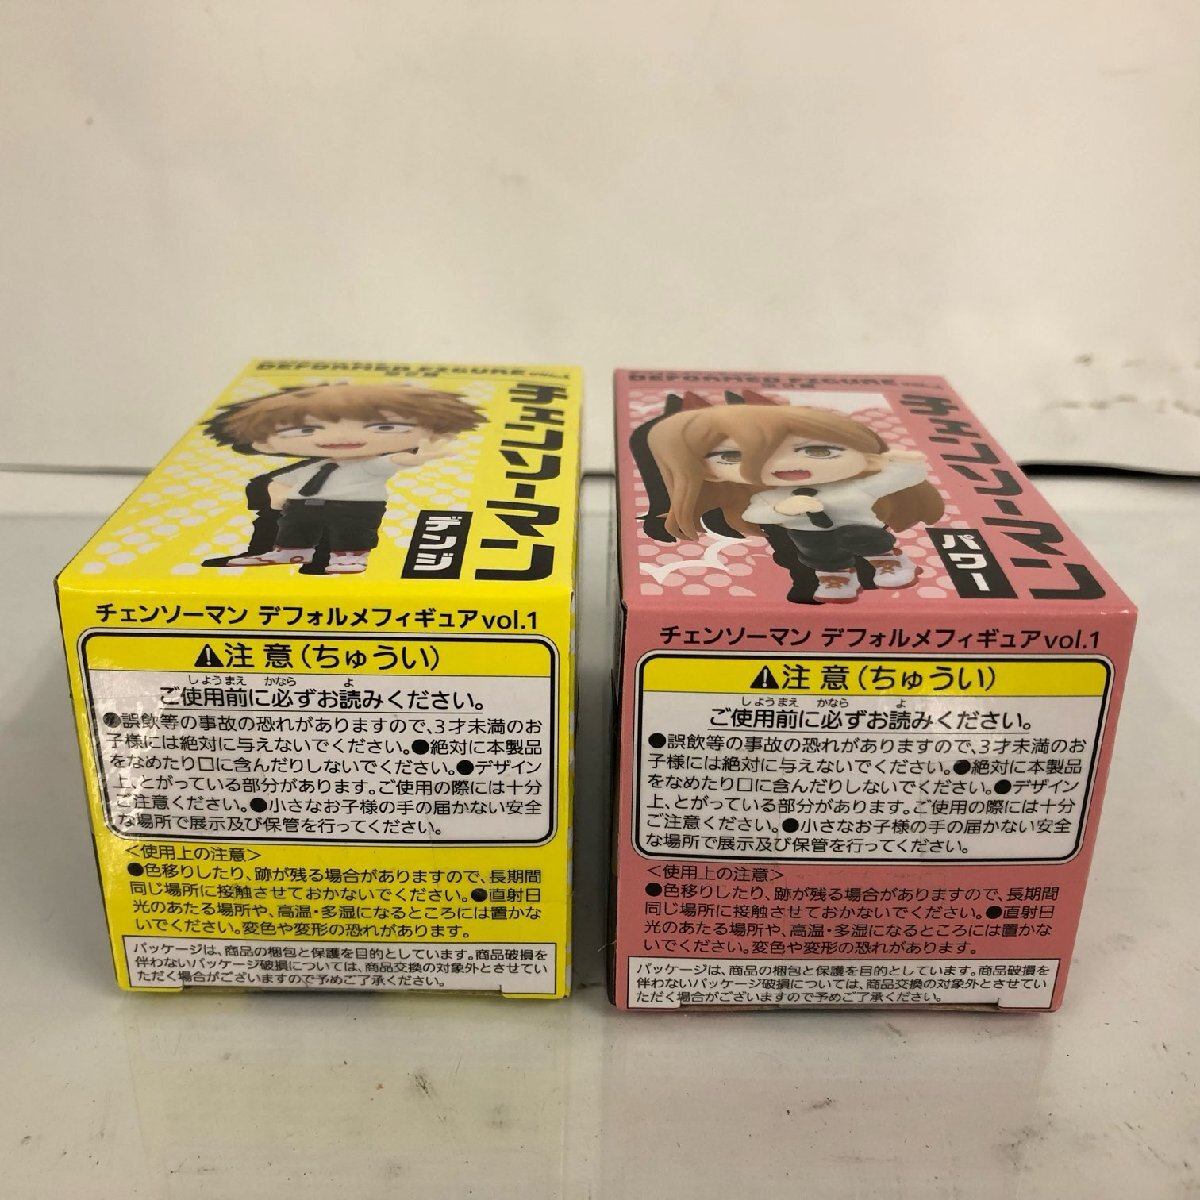 DEFORMED FIGURE vol.1
チェンソーマン
デンジ
チェンソーマン デフォルメフィギュアvol.1
⚠注意(ちゅうい)
しようまえ かなら よ
ご使用前に必ずお読みください。
●誤飲等の事故の恐れがありますので、3才未満のお
子様には絶対に与えないでください。●絶対に本製品
をなめたり口に含んだりしないでください。●デザイン
上、とがっている部分があります。ご使用の際には十分
ご注意ください。●小さなお子様の手の届かない安全
な場所で展示及び保管を行ってください。
<使用上の注意>
●色移りしたり、跡が残る場合がありますので、長期間
同じ場所に接触させておかないでください。●直射日
光のあたる場所や、高温・多湿になるところには置かな
いでください。変色や変形の恐れがあります。
パッケージは、商品の梱包と保護を目的としています。商品破損を
伴わないパッケージ破損については、商品交換の対象外とさせてい
ただく場合がございますので予めご了承ください。
DEFORMED FIGURE vol.1
チェンソーマン
パワー
チェンソーマン デフォルメフィギュアvol.1
⚠注意(ちゅうい)
しようまえ かなら よ
ご使用前に必ずお読みください。
●誤飲等の事故の恐れがありますので、3才未満のお
子様には絶対に与えないでください。●絶対に本製品
をなめたり口に含んだりしないでください。●デザイン
上、とがっている部分があります。ご使用の際には十分
ご注意ください。●小さなお子様の手の届かない安全
な場所で展示及び保管を行ってください。
<使用上の注意>
●色移りしたり、跡が残る場合がありますので、長期間
同じ場所に接触させておかないでください。●直射日
光のあたる場所や、高温・多湿になるところには置かな
いでください。変色や変形の恐れがあります。
パッケージは、商品の梱包と保護を目的としています。商品破損を
伴わないパッケージ破損については、商品交換の対象外とさせてい
ただく場合がございますので予めご了承ください。